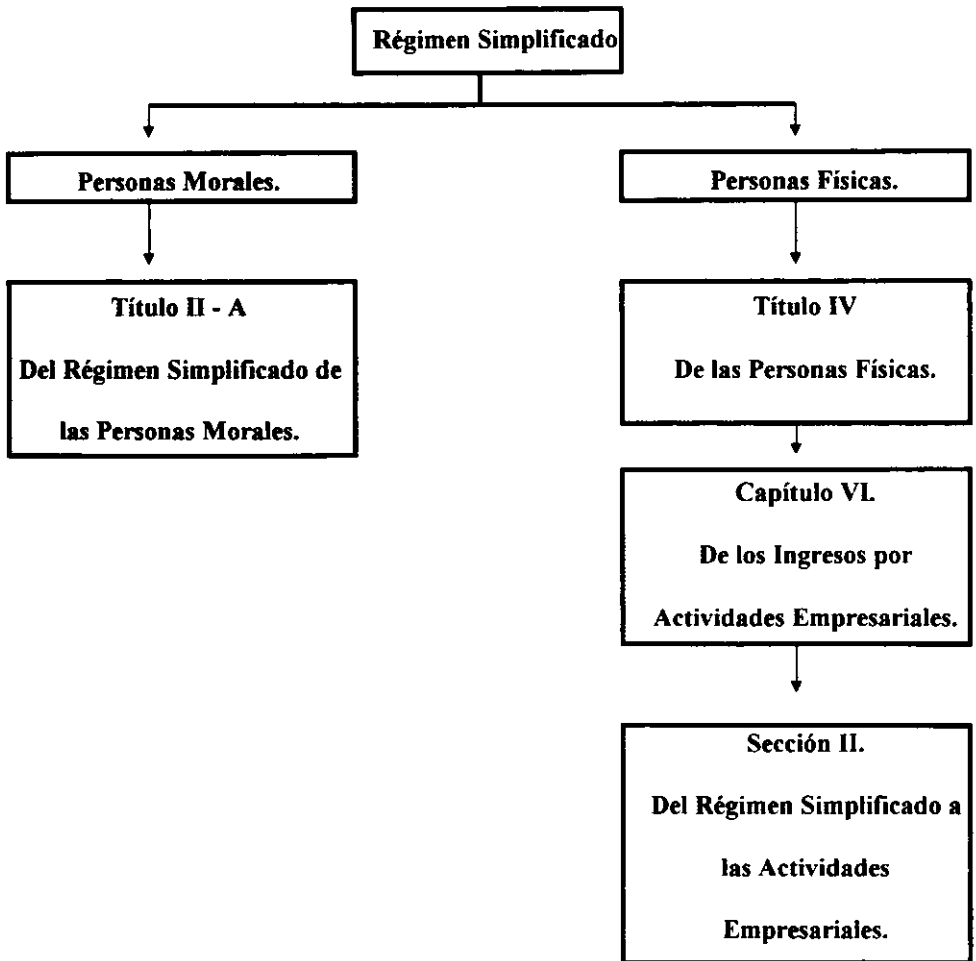 Régimen Simplificado
Personas Morales.
Personas Físicas.
Título II - A
Del Régimen Simplificado de
las Personas Morales.
Título IV
De las Personas Físicas.
Capítulo VI.
De los Ingresos por
Actividades Empresariales.
Sección II.
Del Régimen Simplificado a
las Actividades
Empresariales.